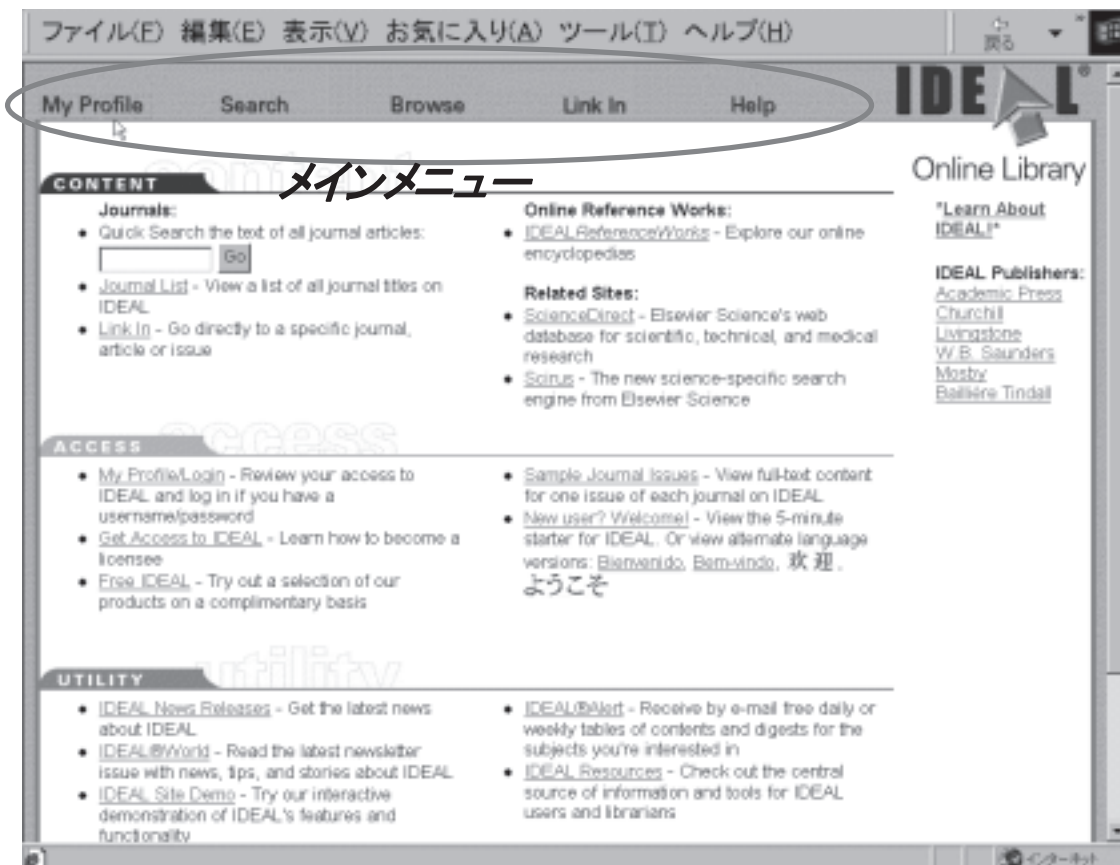 ファイル(F) 編集(E) 表示(V) お気に入り(A) ツール(T) ヘルプ(H)
戻る
My Profile Search Browse Link In Help
IDEAL®
Online Library
メインメニュー
content
CONTENT
Journals:
• Quick Search the text of all journal articles:
Go
• Journal List - View a list of all journal titles on
IDEAL
• Link In - Go directly to a specific journal,
article or issue
Online Reference Works:
• IDEALReferenceWorks - Explore our online
encyclopedias
Related Sites:
• ScienceDirect - Elsevier Science's web
database for scientific, technical, and medical
research
• Scirus - The new science-specific search
engine from Elsevier Science
"Learn About
IDEAL!"
IDEAL Publishers:
Academic Press
Churchill
Livingstone
W.B. Saunders
Mosby
Baillière Tindall
access
ACCESS
• My Profile/Login - Review your access to
IDEAL and log in if you have a
username/password
• Get Access to IDEAL - Learn how to become a
licensee
• Free IDEAL - Try out a selection of our
products on a complimentary basis
• Sample Journal Issues - View full-text content
for one issue of each journal on IDEAL
• New user? Welcome! - View the 5-minute
starter for IDEAL. Or view alternate language
versions: Bienvenido, Bem-vindo, 欢迎,
ようこそ
utility
UTILITY
• IDEAL News Releases - Get the latest news
about IDEAL
• IDEAL®World - Read the latest newsletter
issue with news, tips, and stories about IDEAL
• IDEAL Site Demo - Try our interactive
demonstration of IDEAL's features and
functionality
• IDEAL®Alert - Receive by e-mail free daily or
weekly tables of contents and digests for the
subjects you're interested in
• IDEAL Resources - Check out the central
source of information and tools for IDEAL
users and librarians
インターネット